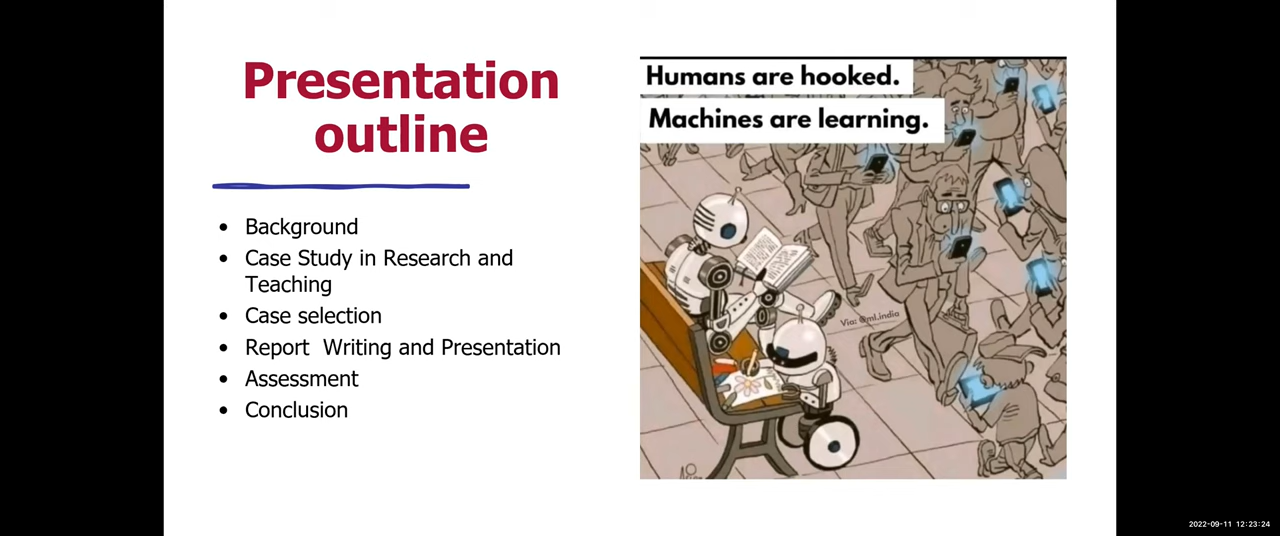 Presentation
outline
Background
Case Study in Research and
Teaching
Case selection
Report  Writing and Presentation
Assessment
Conclusion
Humans are hooked.
Machines are learning.
Via: @ml.india
2022-09-11 12:23:24